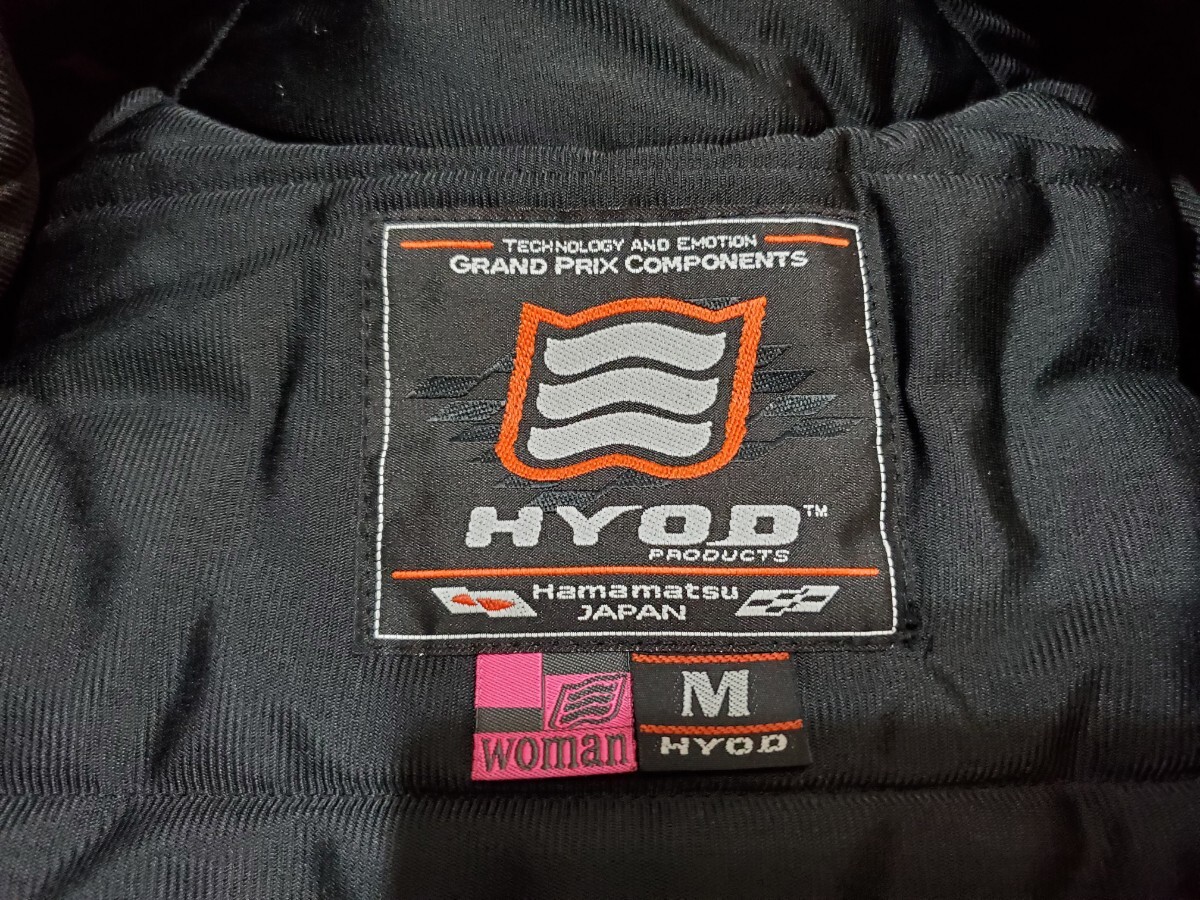 TECHNOLOGY AND EMOTION
GRAND PRIX COMPONENTS
HYOD™
PRODUCTS
Hamamatsu
JAPAN
woman
M
HYOD